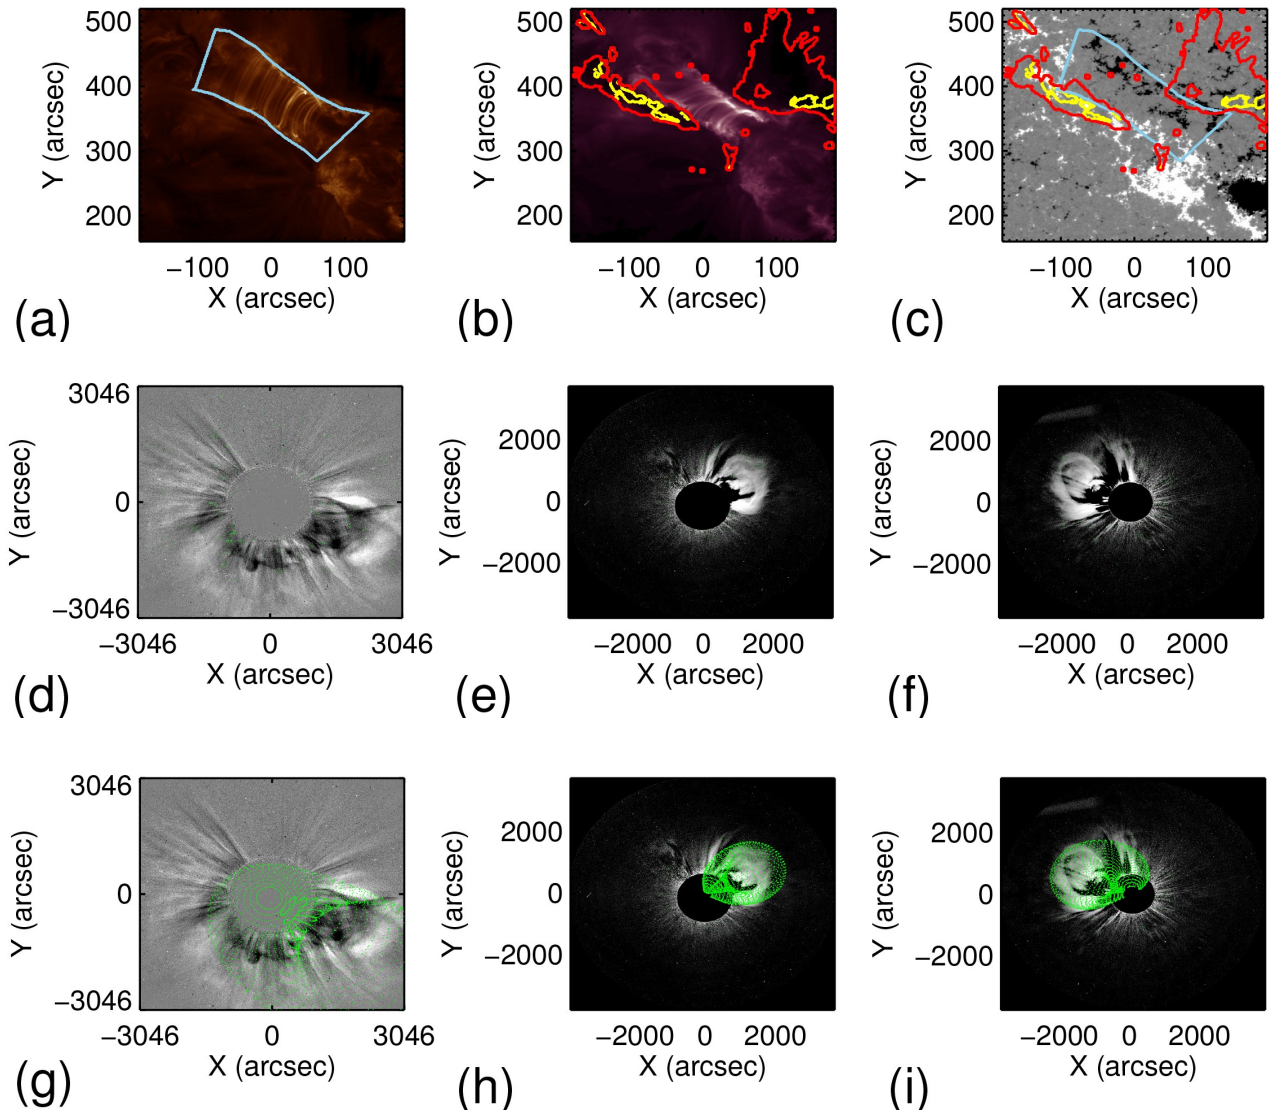 500
400
300
200
Y (arcsec)
−100 0 100
X (arcsec)
(a)
500
400
300
200
Y (arcsec)
−100 0 100
X (arcsec)
(b)
500
400
300
200
Y (arcsec)
−100 0 100
X (arcsec)
(c)
3046
0
−3046
Y (arcsec)
−3046 0 3046
X (arcsec)
(d)
2000
0
−2000
Y (arcsec)
−2000 0 2000
X (arcsec)
(e)
2000
0
−2000
Y (arcsec)
−2000 0 2000
X (arcsec)
(f)
3046
0
−3046
Y (arcsec)
−3046 0 3046
X (arcsec)
(g)
2000
0
−2000
Y (arcsec)
−2000 0 2000
X (arcsec)
(h)
2000
0
−2000
Y (arcsec)
−2000 0 2000
X (arcsec)
(i)